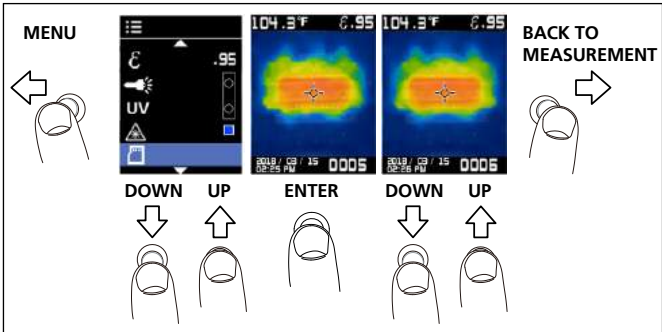 MENU
ε .95
UV
104.3°F ε.95
2018 / 03 / 15
02:25 PM 0005
104.3°F ε.95
2018 / 03 / 15
02:26 PM 0006
BACK TO
MEASUREMENT
DOWN UP ENTER DOWN UP